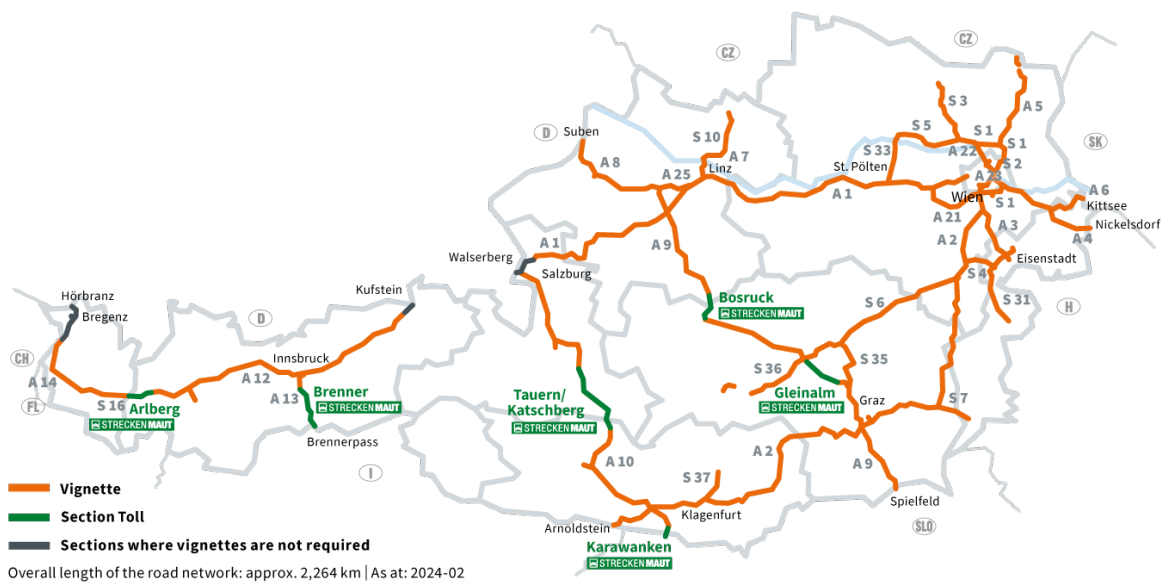 CZ
CZ
S 3
A 5
D
Suben
S 10
S 5
S 1
S 33
A 22
S 1
SK
A 7
A 8
S 2
Linz
St. Pölten
A 25
A 23
A 1
Wien
S 1
A 6
Kittsee
A 21
A 3
Nickelsdorf
A 1
A 9
A 2
A 4
Walserberg
Salzburg
Eisenstadt
S 4
Kufstein
Hörbranz
Bregenz
D
Bosruck
STRECKENMAUT
S 6
S 31
H
CH
Innsbruck
A 12
S 35
S 36
A 14
S 16
Arlberg
STRECKENMAUT
A 13
Brenner
STRECKENMAUT
Tauern/
Katschberg
STRECKENMAUT
Gleinalm
STRECKENMAUT
Graz
S 7
FL
Brennerpass
I
A 10
A 2
A 9
S 37
Spielfeld
Klagenfurt
Arnoldstein
SLO
Karawanken
STRECKENMAUT
Vignette
Section Toll
Sections where vignettes are not required
Overall length of the road network: approx. 2,264 km | As at: 2024-02